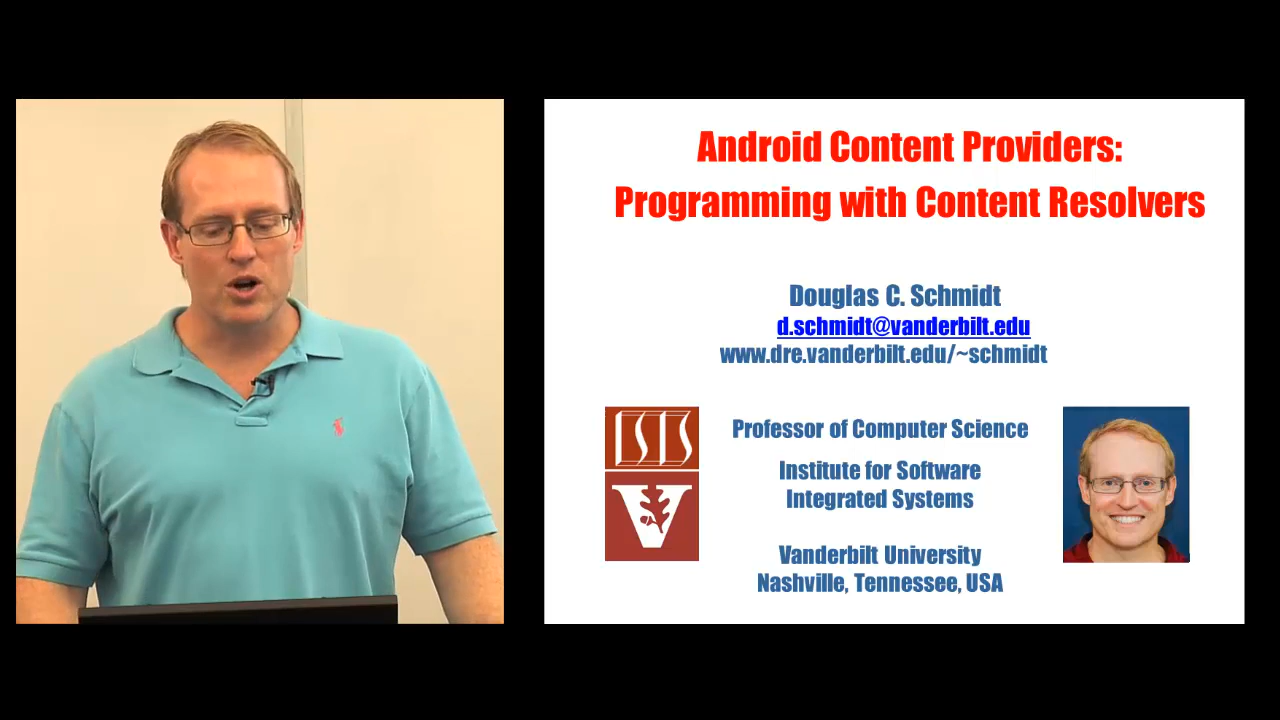 Android Content Providers:
Programming with Content Resolvers
Douglas C. Schmidt
d.schmidt@vanderbilt.edu
www.dre.vanderbilt.edu/~schmidt
ISIS
V
Professor of Computer Science
Institute for Software
Integrated Systems
Vanderbilt University
Nashville, Tennessee, USA